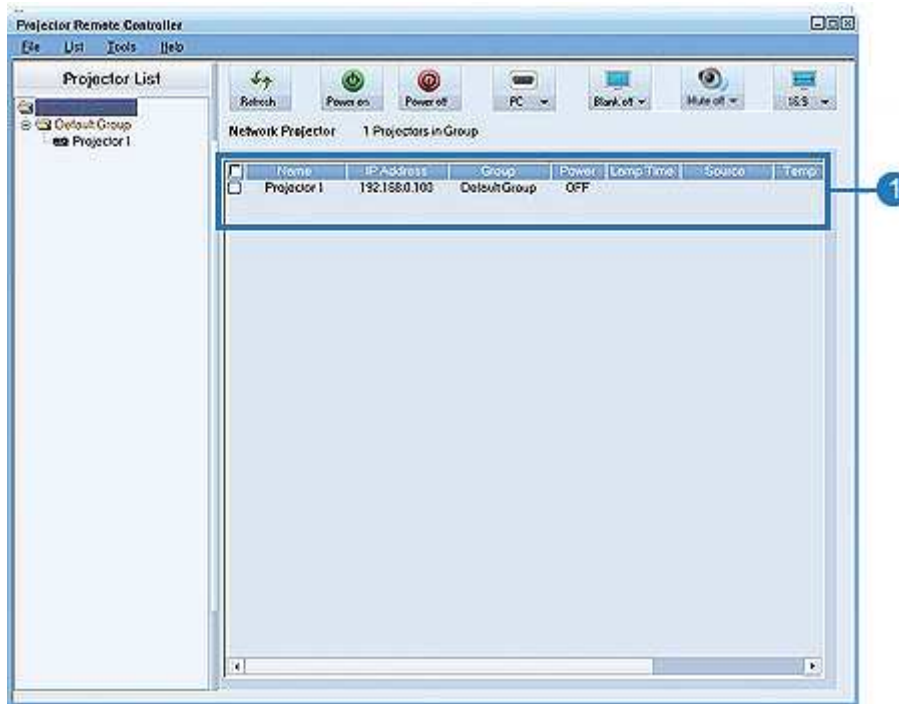 Projector Remote Controller
File List Tools Help
Projector List
Default Group
Projector 1
Refresh Power on Power off PC Blank off Mute off 16:9
Network Projector 1 Projectors in Group
Name IP Address Group Power Lamp Time Source Temp
Projector 1 192.168.0.100 Default Group OFF
1